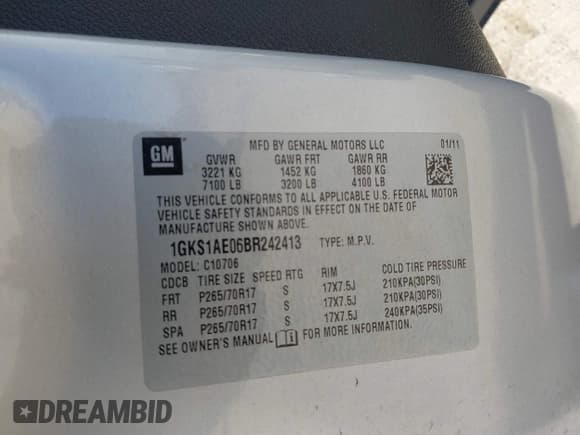 GM
MFD BY GENERAL MOTORS LLC 01/11
GVWR GAWR FRT GAWR RR
3221 KG 1452 KG 1860 KG
7100 LB 3200 LB 4100 LB
THIS VEHICLE CONFORMS TO ALL APPLICABLE U.S. FEDERAL MOTOR
VEHICLE SAFETY STANDARDS IN EFFECT ON THE DATE OF
MANUFACTURE SHOWN ABOVE.
1GKS1AE06BR242413 TYPE: M.P.V.
MODEL: C10706
CDCB TIRE SIZE SPEED RTG RIM COLD TIRE PRESSURE
FRT P265/70R17 S 17X7.5J 210KPA(30PSI)
RR P265/70R17 S 17X7.5J 210KPA(30PSI)
SPA P265/70R17 S 17X7.5J 240KPA(35PSI)
SEE OWNER'S MANUAL FOR MORE INFORMATION.
DREAMBID